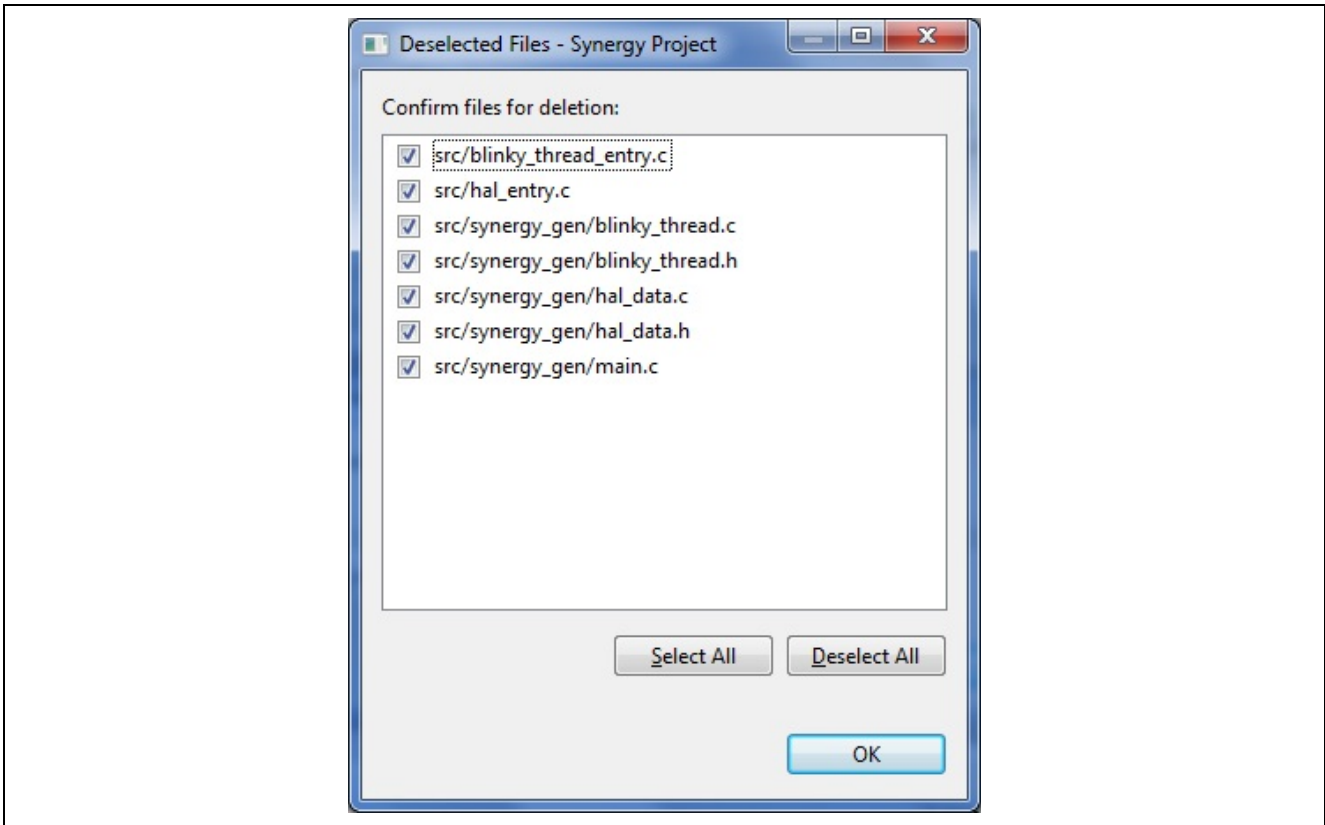 Deselected Files - Synergy Project
Confirm files for deletion:
src/blinky_thread_entry.c
src/hal_entry.c
src/synergy_gen/blinky_thread.c
src/synergy_gen/blinky_thread.h
src/synergy_gen/hal_data.c
src/synergy_gen/hal_data.h
src/synergy_gen/main.c
Select All Deselect All
OK